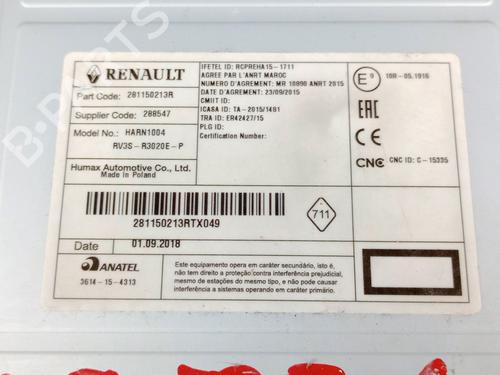 RENAULT
Part Code: 281150213R
Supplier Code: 288547
Model No.: HARN1004
RV3S-R3020E-P
Humax Automotive Co., Ltd.
Made in Poland
IFETEL ID: RCPREHA15-1711
AGREE PAR L'ANRT MAROC
NUMERO D'AGREMENT: MR 10890 ANRT 2015
DATE D'AGREMENT: 23/09/2015
CMIIT ID:
ICASA ID: TA-2015/1481
TRA ID: ER42427/15
PLG ID:
Certification Number:
E9 10R-05.1916
EAC
CE
CNC CNC ID: C-15335
281150213RTX049
711
Date 01.09.2018
ANATEL
3614-15-4313
Este equipamento opera em caráter secundário, isto é,
não tem direito a proteção contra interferência prejudicial,
mesmo de estações do mesmo tipo, e não pode causar
interferência a sistemas operando em caráter primário.
B-PARTS